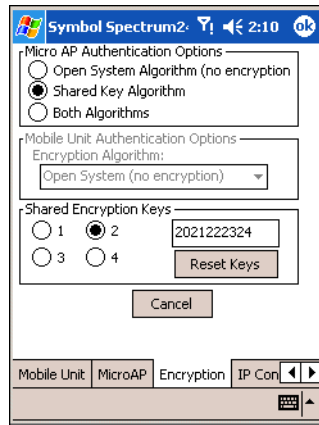 Symbol Spectrum24 2:10 ok
Micro AP Authentication Options
Open System Algorithm (no encryption
Shared Key Algorithm
Both Algorithms
Mobile Unit Authentication Options
Encryption Algorithm:
Open System (no encryption)
Shared Encryption Keys
1 2 2021222324
3 4 Reset Keys
Cancel
Mobile Unit MicroAP Encryption IP Con